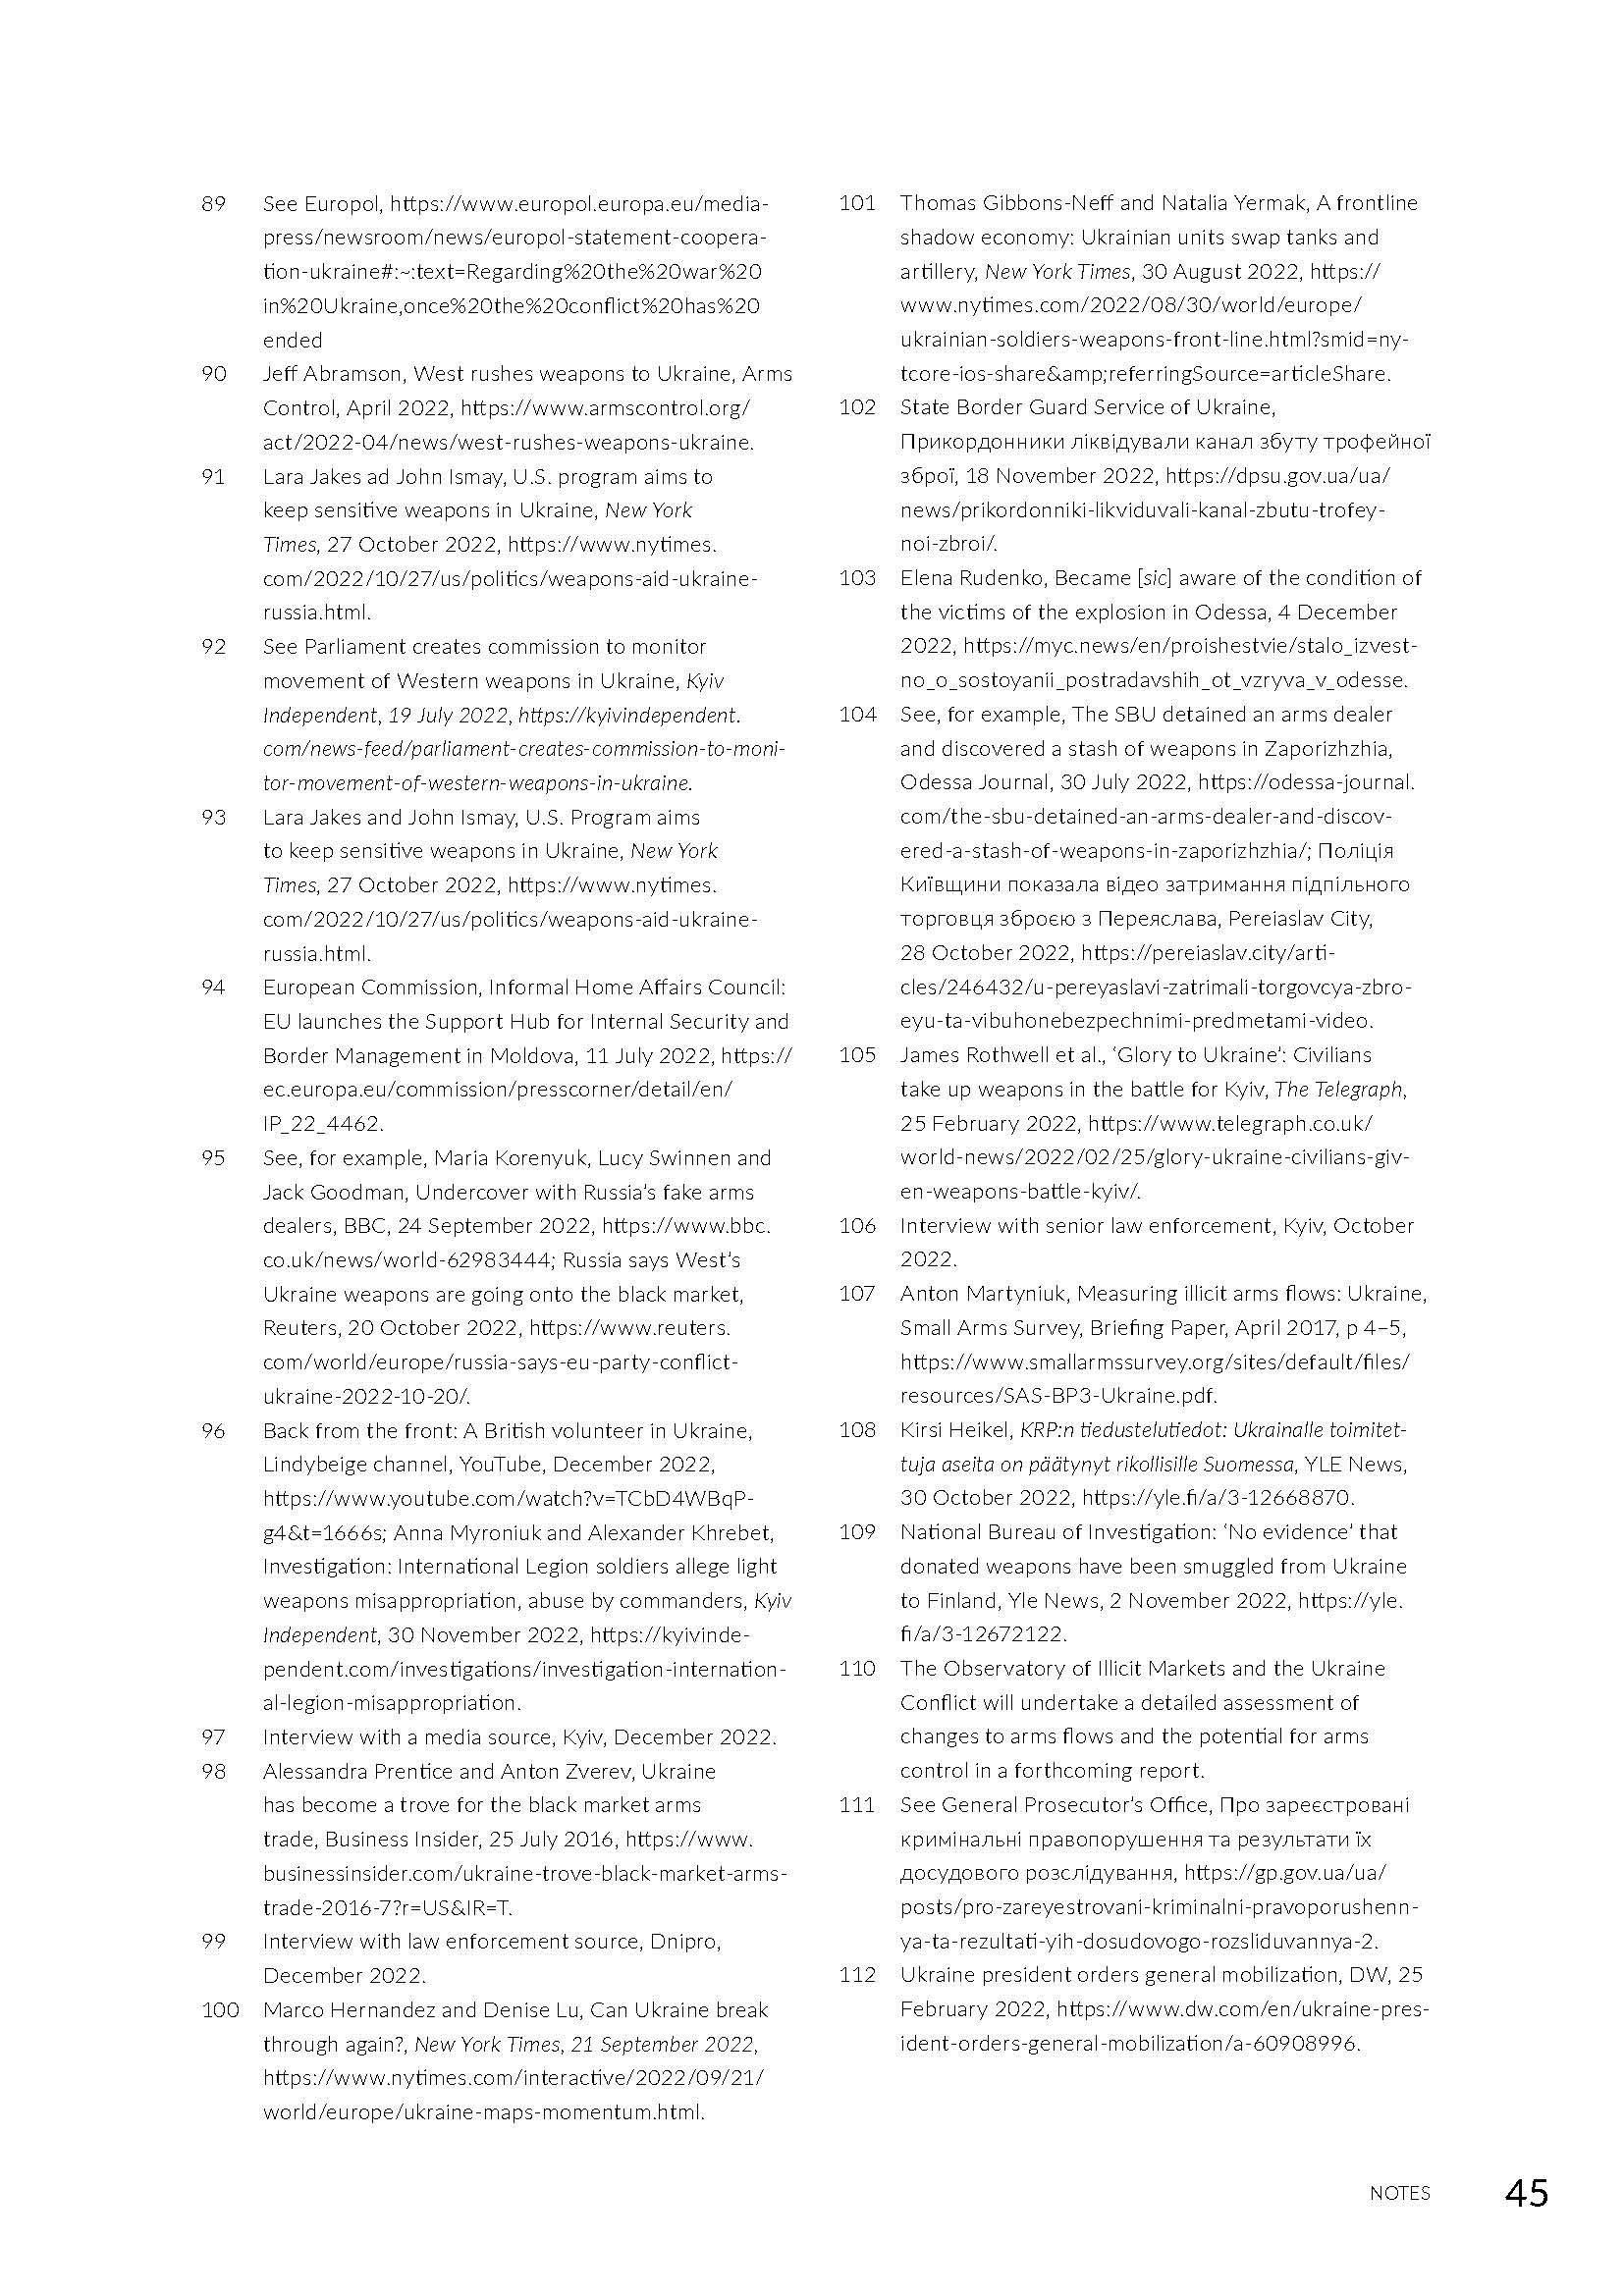 89 See Europol, https://www.europol.europa.eu/media-
press/newsroom/news/europol-statement-coopera-
tion-ukraine#:~:text=Regarding%20the%20war%20
in%20Ukraine,once%20the%20conflict%20has%20
ended
90 Jeff Abramson, West rushes weapons to Ukraine, Arms
Control, April 2022, https://www.armscontrol.org/
act/2022-04/news/west-rushes-weapons-ukraine.
91 Lara Jakes ad John Ismay, U.S. program aims to
keep sensitive weapons in Ukraine, New York
Times, 27 October 2022, https://www.nytimes.
com/2022/10/27/us/politics/weapons-aid-ukraine-
russia.html.
92 See Parliament creates commission to monitor
movement of Western weapons in Ukraine, Kyiv
Independent, 19 July 2022, https://kyivindependent.
com/news-feed/parliament-creates-commission-to-moni-
tor-movement-of-western-weapons-in-ukraine.
93 Lara Jakes and John Ismay, U.S. Program aims
to keep sensitive weapons in Ukraine, New York
Times, 27 October 2022, https://www.nytimes.
com/2022/10/27/us/politics/weapons-aid-ukraine-
russia.html.
94 European Commission, Informal Home Affairs Council:
EU launches the Support Hub for Internal Security and
Border Management in Moldova, 11 July 2022, https://
ec.europa.eu/commission/presscorner/detail/en/
IP_22_4462.
95 See, for example, Maria Korenyuk, Lucy Swinnen and
Jack Goodman, Undercover with Russia's fake arms
dealers, BBC, 24 September 2022, https://www.bbc.
co.uk/news/world-62983444; Russia says West's
Ukraine weapons are going onto the black market,
Reuters, 20 October 2022, https://www.reuters.
com/world/europe/russia-says-eu-party-conflict-
ukraine-2022-10-20/.
96 Back from the front: A British volunteer in Ukraine,
Lindybeige channel, YouTube, December 2022,
https://www.youtube.com/watch?v=TCbD4WBqP-
g4&t=1666s; Anna Myroniuk and Alexander Khrebet,
Investigation: International Legion soldiers allege light
weapons misappropriation, abuse by commanders, Kyiv
Independent, 30 November 2022, https://kyivinde-
pendent.com/investigations/investigation-internation-
al-legion-misappropriation.
97 Interview with a media source, Kyiv, December 2022.
98 Alessandra Prentice and Anton Zverev, Ukraine
has become a trove for the black market arms
trade, Business Insider, 25 July 2016, https://www.
businessinsider.com/ukraine-trove-black-market-arms-
trade-2016-7?r=US&IR=T.
99 Interview with law enforcement source, Dnipro,
December 2022.
100 Marco Hernandez and Denise Lu, Can Ukraine break
through again?, New York Times, 21 September 2022,
https://www.nytimes.com/interactive/2022/09/21/
world/europe/ukraine-maps-momentum.html.
101 Thomas Gibbons-Neff and Natalia Yermak, A frontline
shadow economy: Ukrainian units swap tanks and
artillery, New York Times, 30 August 2022, https://
www.nytimes.com/2022/08/30/world/europe/
ukrainian-soldiers-weapons-front-line.html?smid=ny-
tcore-ios-share&amp;referringSource=articleShare.
102 State Border Guard Service of Ukraine,
Прикордонники ліквідували канал збуту трофейної
зброї, 18 November 2022, https://dpsu.gov.ua/ua/
news/prikordonniki-likviduvali-kanal-zbutu-trofey-
noi-zbroi/.
103 Elena Rudenko, Became [sic] aware of the condition of
the victims of the explosion in Odessa, 4 December
2022, https://myc.news/en/proishestvie/stalo_izvest-
no_o_sostoyanii_postradavshih_ot_vzryva_v_odesse.
104 See, for example, The SBU detained an arms dealer
and discovered a stash of weapons in Zaporizhzhia,
Odessa Journal, 30 July 2022, https://odessa-journal.
com/the-sbu-detained-an-arms-dealer-and-discov-
ered-a-stash-of-weapons-in-zaporizhzhia/; Поліція
Київщини показала відео затримання підпільного
торговця зброєю з Переяслава, Pereiaslav City,
28 October 2022, https://pereiaslav.city/arti-
cles/246432/u-pereyaslavi-zatrimali-torgovcya-zbro-
eyu-ta-vibuhonebezpechnimi-predmetami-video.
105 James Rothwell et al., ‘Glory to Ukraine’: Civilians
take up weapons in the battle for Kyiv, The Telegraph,
25 February 2022, https://www.telegraph.co.uk/
world-news/2022/02/25/glory-ukraine-civilians-giv-
en-weapons-battle-kyiv/.
106 Interview with senior law enforcement, Kyiv, October
2022.
107 Anton Martyniuk, Measuring illicit arms flows: Ukraine,
Small Arms Survey, Briefing Paper, April 2017, p 4–5,
https://www.smallarmssurvey.org/sites/default/files/
resources/SAS-BP3-Ukraine.pdf.
108 Kirsi Heikel, KRP:n tiedustelutiedot: Ukrainalle toimitet-
tuja aseita on päätynyt rikollisille Suomessa, YLE News,
30 October 2022, https://yle.fi/a/3-12668870.
109 National Bureau of Investigation: ‘No evidence’ that
donated weapons have been smuggled from Ukraine
to Finland, Yle News, 2 November 2022, https://yle.
fi/a/3-12672122.
110 The Observatory of Illicit Markets and the Ukraine
Conflict will undertake a detailed assessment of
changes to arms flows and the potential for arms
control in a forthcoming report.
111 See General Prosecutor's Office, Про зареєстровані
кримінальні правопорушення та результати їх
досудового розслідування, https://gp.gov.ua/ua/
posts/pro-zareyestrovani-kriminalni-pravoporushenn-
ya-ta-rezultati-yih-dosudovogo-rozsliduvannya-2.
112 Ukraine president orders general mobilization, DW, 25
February 2022, https://www.dw.com/en/ukraine-pres-
ident-orders-general-mobilization/a-60908996.
NOTES 45